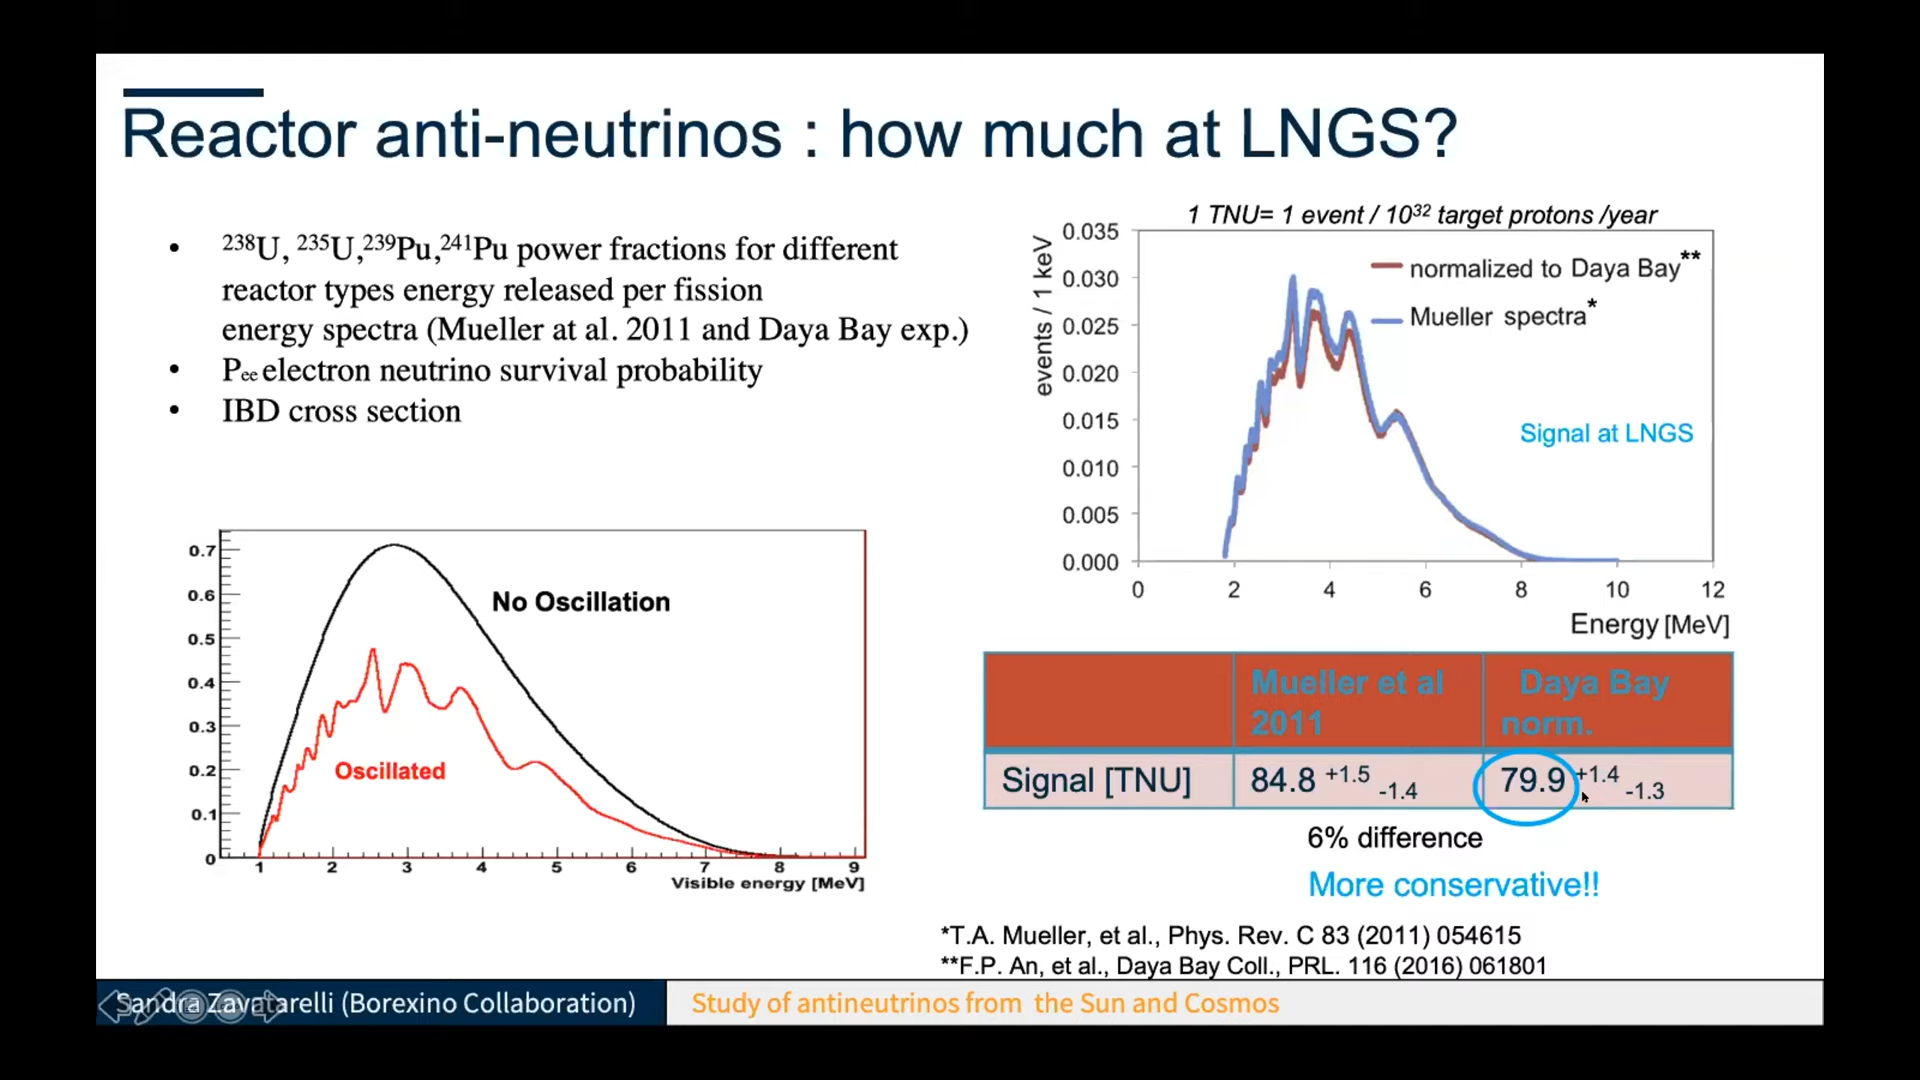 Reactor anti-neutrinos : how much at LNGS?
• ²³⁸U, ²³⁵U,²³⁹Pu,²⁴¹Pu power fractions for different
reactor types energy released per fission
energy spectra (Mueller at al. 2011 and Daya Bay exp.)
• Pee electron neutrino survival probability
• IBD cross section
1 TNU= 1 event / 10³² target protons /year
events / 1 keV
0.035
0.030
0.025
0.020
0.015
0.010
0.005
0.000
normalized to Daya Bay**
Mueller spectra*
Signal at LNGS
0 2 4 6 8 10 12
Energy [MeV]
0.7
0.6
0.5
0.4
0.3
0.2
0.1
0
No Oscillation
Oscillated
1 2 3 4 5 6 7 8 9
Visible energy [MeV]
Mueller et al
2011
Daya Bay
norm.
Signal [TNU] 84.8 +1.5 -1.4 79.9 +1.4 -1.3
6% difference
More conservative!!
*T.A. Mueller, et al., Phys. Rev. C 83 (2011) 054615
**F.P. An, et al., Daya Bay Coll., PRL. 116 (2016) 061801
Sandra Zavatarelli (Borexino Collaboration)
Study of antineutrinos from the Sun and Cosmos